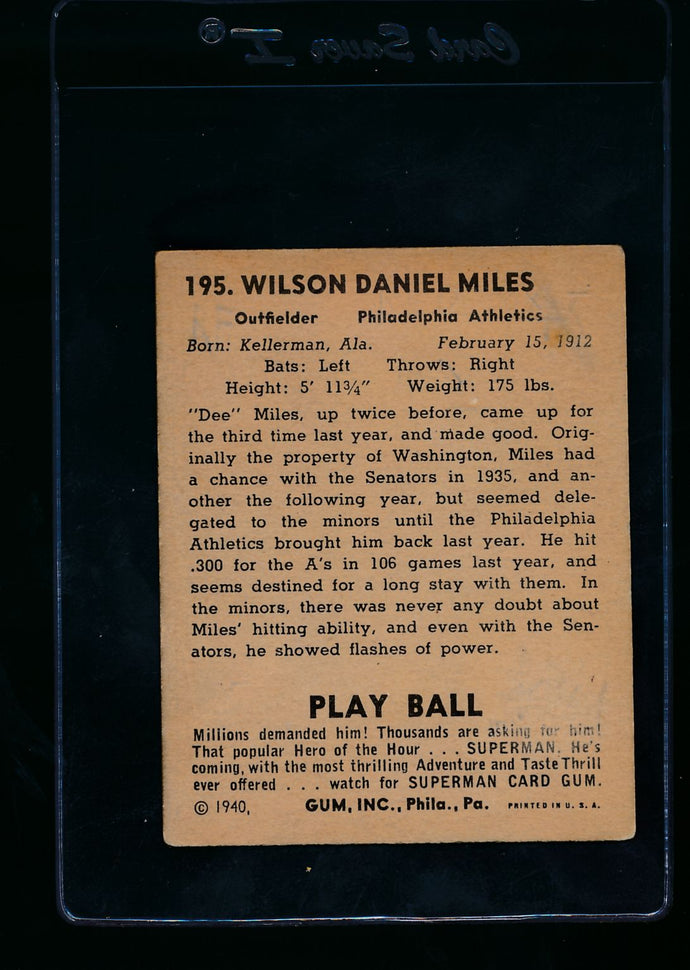 Card Saver I ®
195. WILSON DANIEL MILES
Outfielder Philadelphia Athletics
Born: Kellerman, Ala. February 15, 1912
Bats: Left Throws: Right
Height: 5' 11¾" Weight: 175 lbs.
"Dee" Miles, up twice before, came up for
the third time last year, and made good. Orig-
inally the property of Washington, Miles had
a chance with the Senators in 1935, and an-
other the following year, but seemed dele-
gated to the minors until the Philadelphia
Athletics brought him back last year. He hit
.300 for the A's in 106 games last year, and
seems destined for a long stay with them. In
the minors, there was never any doubt about
Miles' hitting ability, and even with the Sen-
ators, he showed flashes of power.
PLAY BALL
Millions demanded him! Thousands are asking for him!
That popular Hero of the Hour . . . SUPERMAN. He's
coming, with the most thrilling Adventure and Taste Thrill
ever offered . . . watch for SUPERMAN CARD GUM.
© 1940, GUM, INC., Phila., Pa. PRINTED IN U. S. A.